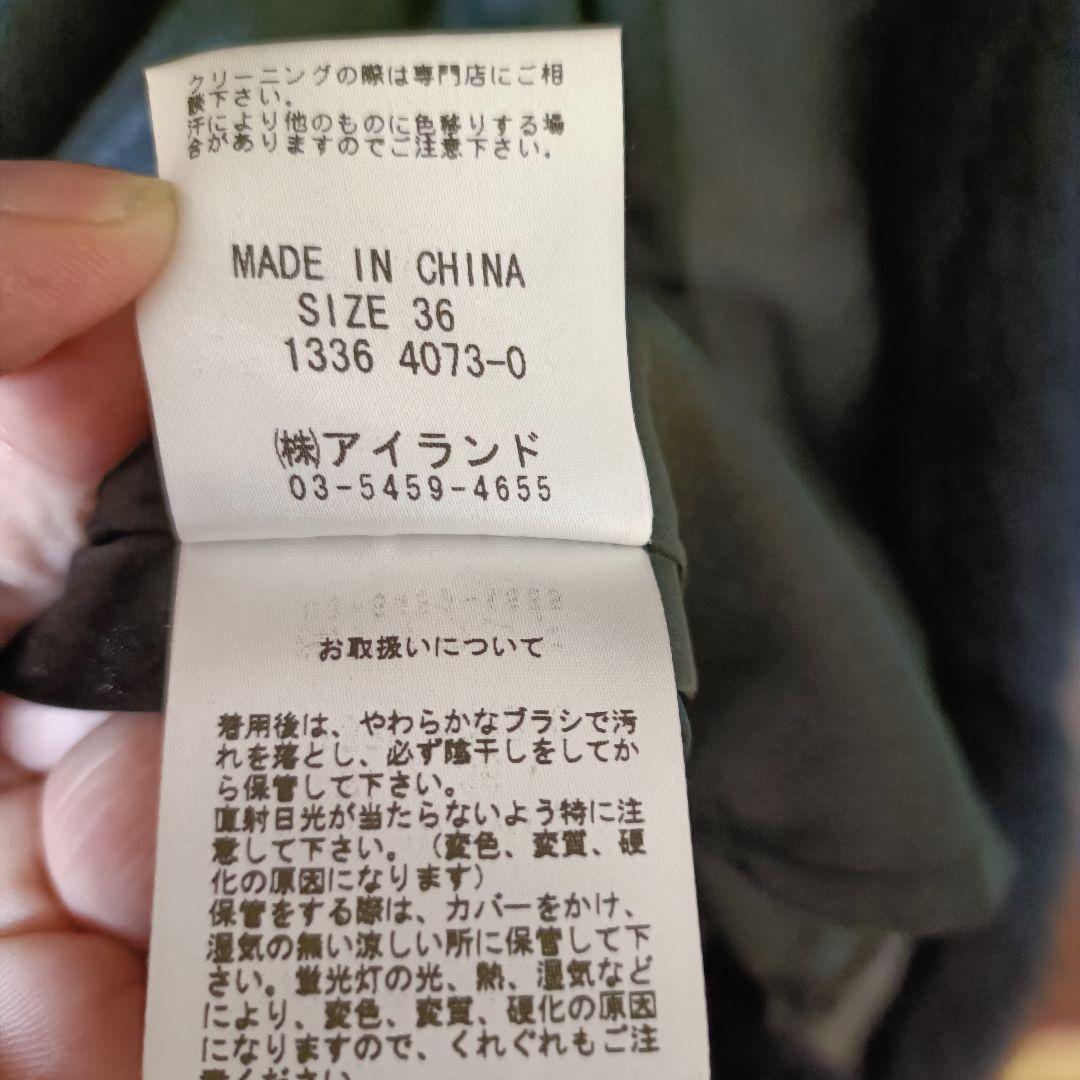 クリーニングの際は専門店にご相
談下さい。
汗により他のものに色移りする場
合がありますのでご注意下さい。
MADE IN CHINA
SIZE 36
1336 4073-0
㈱アイランド
03-5459-4655
お取扱いについて
着用後は、やわらかなブラシで汚
れを落とし、必ず陰干しをしてか
ら保管して下さい。
直射日光が当たらないよう特に注
意して下さい。（変色、変質、硬
化の原因になります）
保管をする際は、カバーをかけ、
湿気の無い涼しい所に保管して下
さい。蛍光灯の光、熱、湿気など
により、変色、変質、硬化の原因
になりますので、くれぐれもご注
意ください。